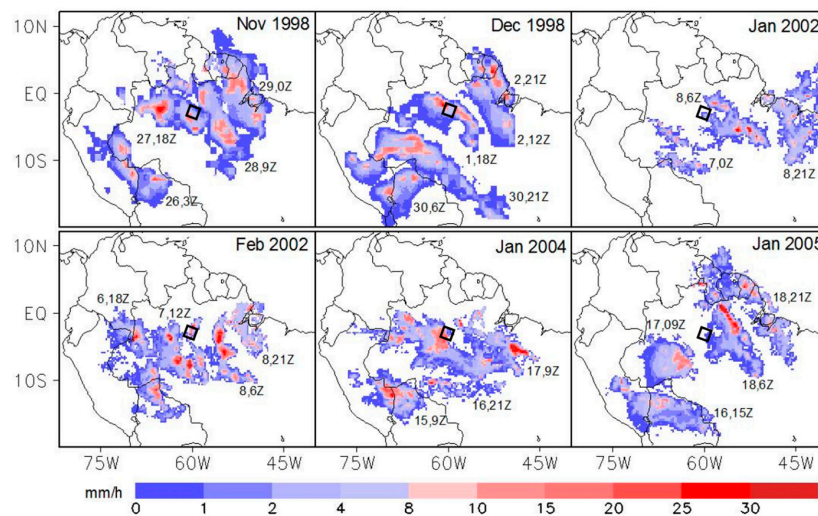 10N
EQ
10S
Nov 1998
29,0Z
27,18Z
28,9Z
26,3Z
Dec 1998
2,21Z
2,12Z
1,18Z
30,6Z
30,21Z
Jan 2002
8,6Z
7,0Z
8,21Z
10N
EQ
10S
Feb 2002
6,18Z
7,12Z
8,21Z
8,6Z
Jan 2004
17,9Z
16,21Z
15,9Z
Jan 2005
18,21Z
17,09Z
18,6Z
16,15Z
75W 60W 45W 75W 60W 45W 75W 60W 45W
mm/h 0 1 2 4 8 10 15 20 25 30